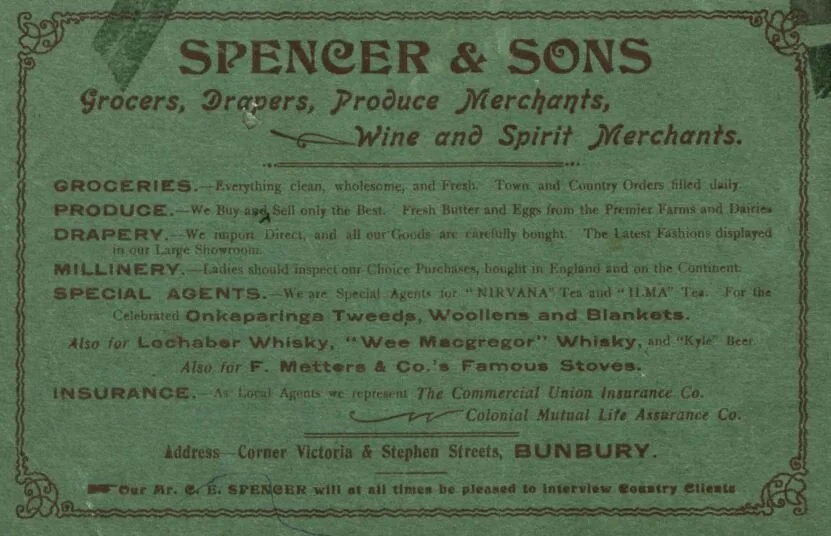 SPENCER & SONS
Grocers, Drapers, Produce Merchants,
Wine and Spirit Merchants.
GROCERIES.—Everything clean, wholesome, and Fresh. Town and Country Orders filled daily
PRODUCE.—We Buy and Sell only the Best. Fresh Butter and Eggs from the Premier Farms and Dairies
DRAPERY.—We import Direct, and all our Goods are carefully bought. The Latest Fashions displayed
in our Large Showroom.
MILLINERY.—Ladies should inspect our Choice Purchases, bought in England and on the Continent.
SPECIAL AGENTS.—We are Special Agents for "NIRVANA" Tea and "ILMA" Tea. For the
Celebrated Onkaparinga Tweeds, Woollens and Blankets.
Also for Lochaber Whisky, "Wee Macgregor" Whisky, and "Kyle" Beer
Also for F. Metters & Co.'s Famous Stoves.
INSURANCE.—As Local Agents we represent The Commercial Union Insurance Co.
Colonial Mutual Life Assurance Co.
Address—Corner Victoria & Stephen Streets, BUNBURY.
Our Mr. C. E. SPENCER will at all times be pleased to interview Country Clients